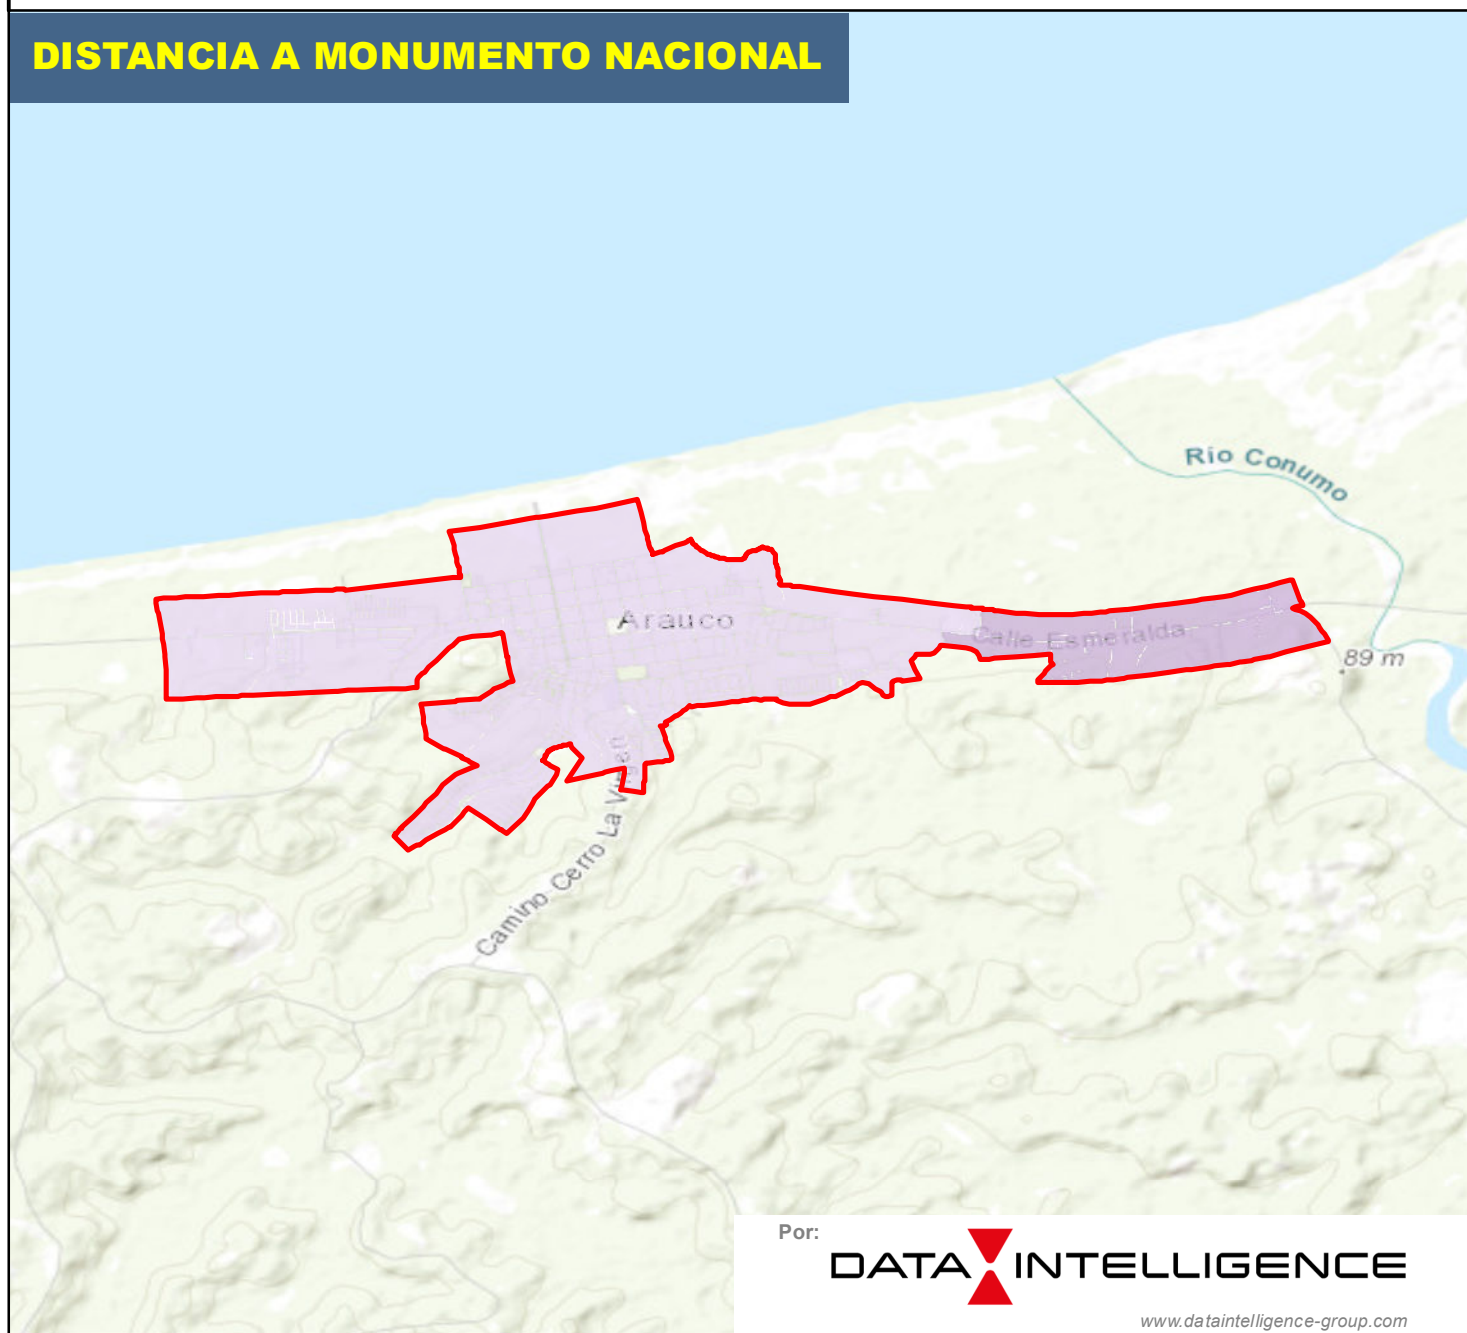 DISTANCIA A MONUMENTO NACIONAL
Río Conumo
Arauco
Calle Esmeralda
89 m
Camino Cerro La Virgen
Por:
DATA INTELLIGENCE
www.dataintelligence-group.com